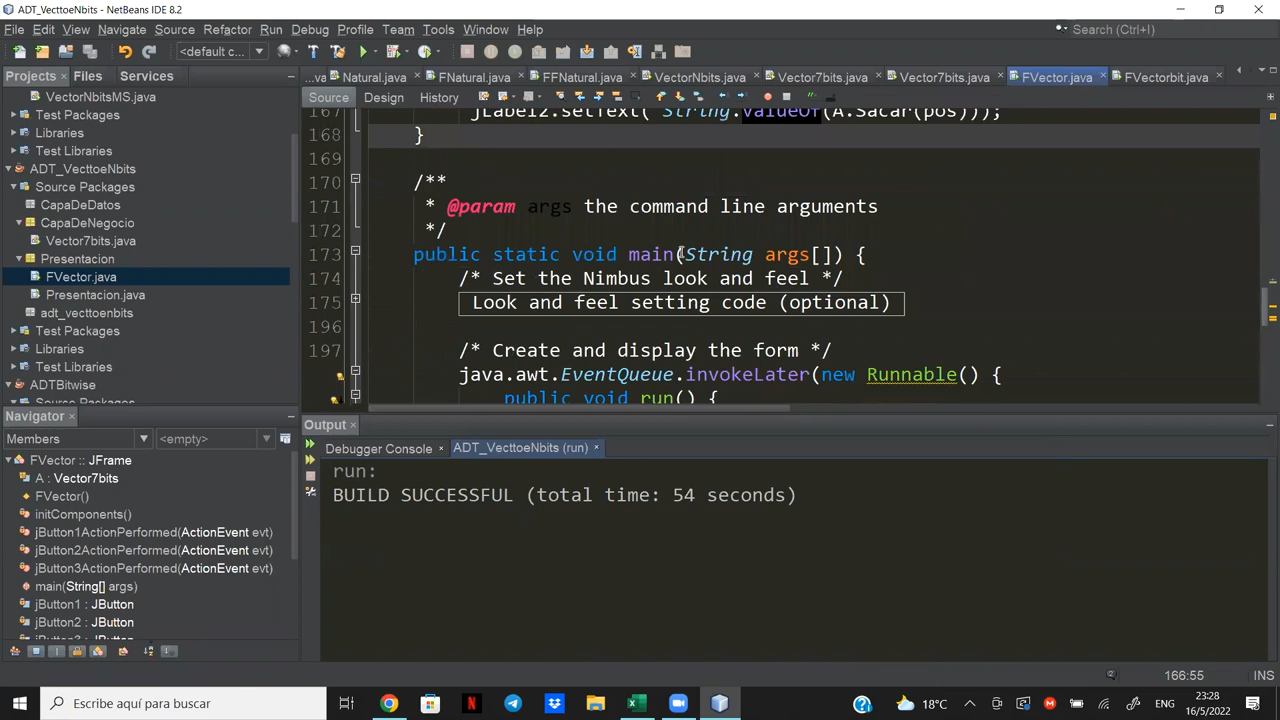 ADT_VecttoeNbits - NetBeans IDE 8.2
File Edit View Navigate Source Refactor Run Debug Profile Team Tools Window Help
Search (Ctrl+I)
<default c...
Projects Files Services
...va Natural.java FNatural.java FFNatural.java VectorNbits.java Vector7bits.java Vector7bits.java FVector.java FVectorbit.java
Source Design History
VectorNbitsMS.java
Test Packages
Libraries
Test Libraries
ADT_VecttoeNbits
Source Packages
CapaDeDatos
CapaDeNegocio
Vector7bits.java
Presentacion
FVector.java
Presentacion.java
adt_vecttoenbits
Test Packages
Libraries
Test Libraries
ADTBitwise
Source Packages
167 jLabel2.setText( String.valueOf(A.Sacar(pos)));
168 }
169
170 /**
171 * @param args the command line arguments
172 */
173 public static void main(String args[]) {
174 /* Set the Nimbus look and feel */
175 Look and feel setting code (optional)
196
197 /* Create and display the form */
java.awt.EventQueue.invokeLater(new Runnable() {
public void run() {
Navigator
Members <empty>
FVector :: JFrame
A : Vector7bits
FVector()
initComponents()
jButton1ActionPerformed(ActionEvent evt)
jButton2ActionPerformed(ActionEvent evt)
jButton3ActionPerformed(ActionEvent evt)
main(String[] args)
jButton1 : JButton
jButton2 : JButton
jButton3 : JButton
Output
Debugger Console ADT_VecttoeNbits (run)
run:
BUILD SUCCESSFUL (total time: 54 seconds)
166:55 INS
Escribe aquí para buscar
18°C
ENG
23:28
16/5/2022